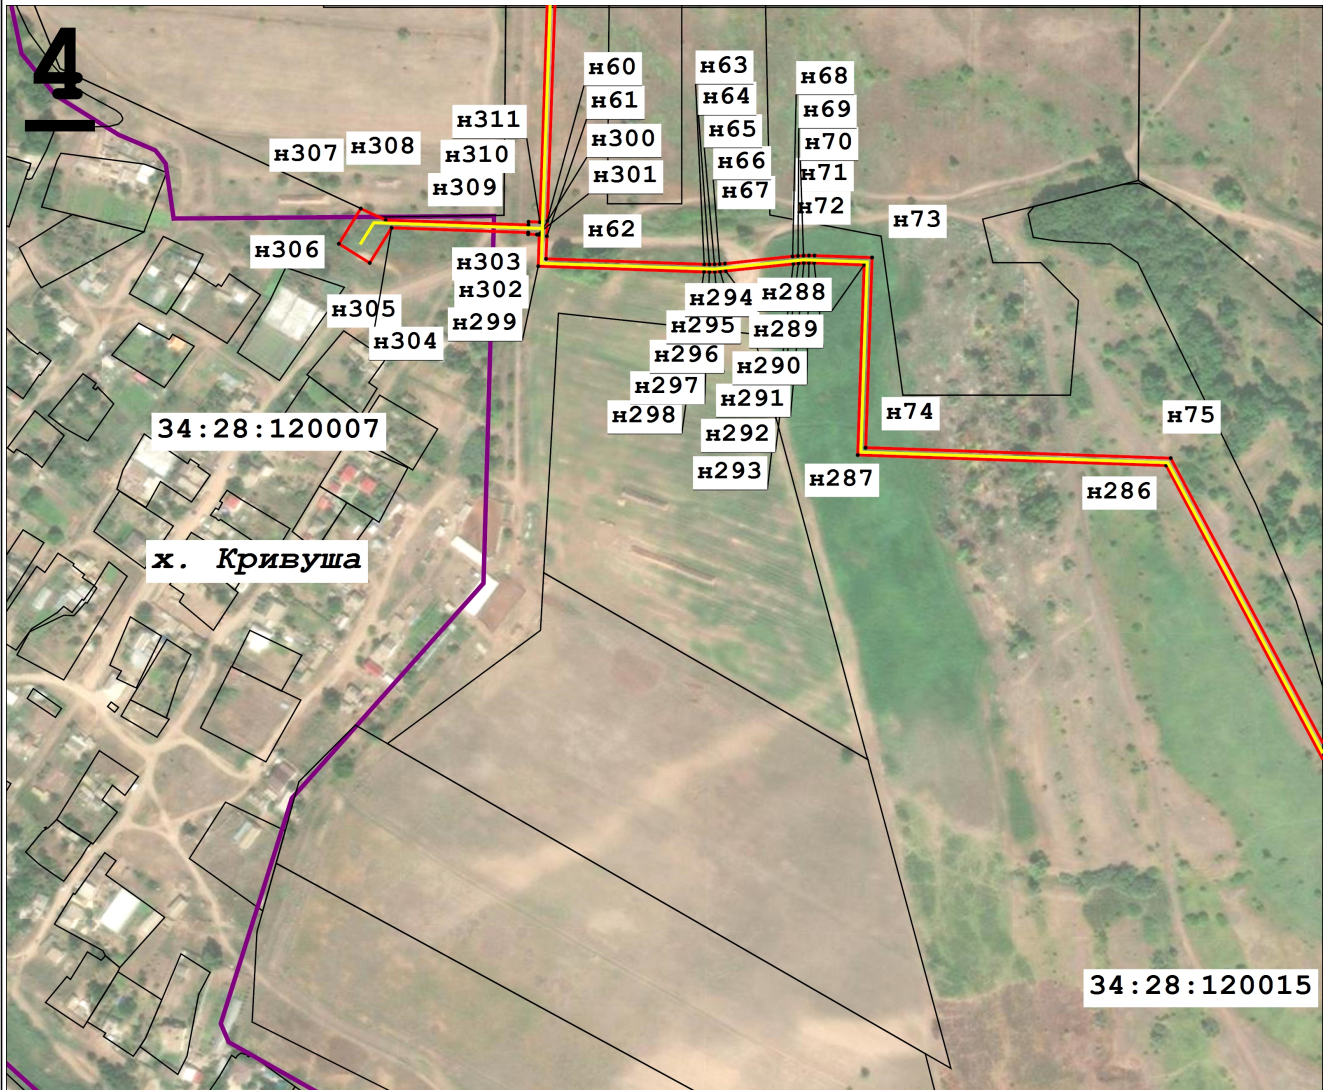 4
н60
н61
н300
н301
н63
н64
н65
н66
н67
н68
н69
н70
н71
н72
н73
н311
н310
н309
н307
н308
н306
н62
н303
н302
н299
н305
н304
н294
н295
н296
н297
н298
н288
н289
н290
н291
н292
н293
н74
н75
н287
н286
34:28:120007
х. Кривуша
34:28:120015